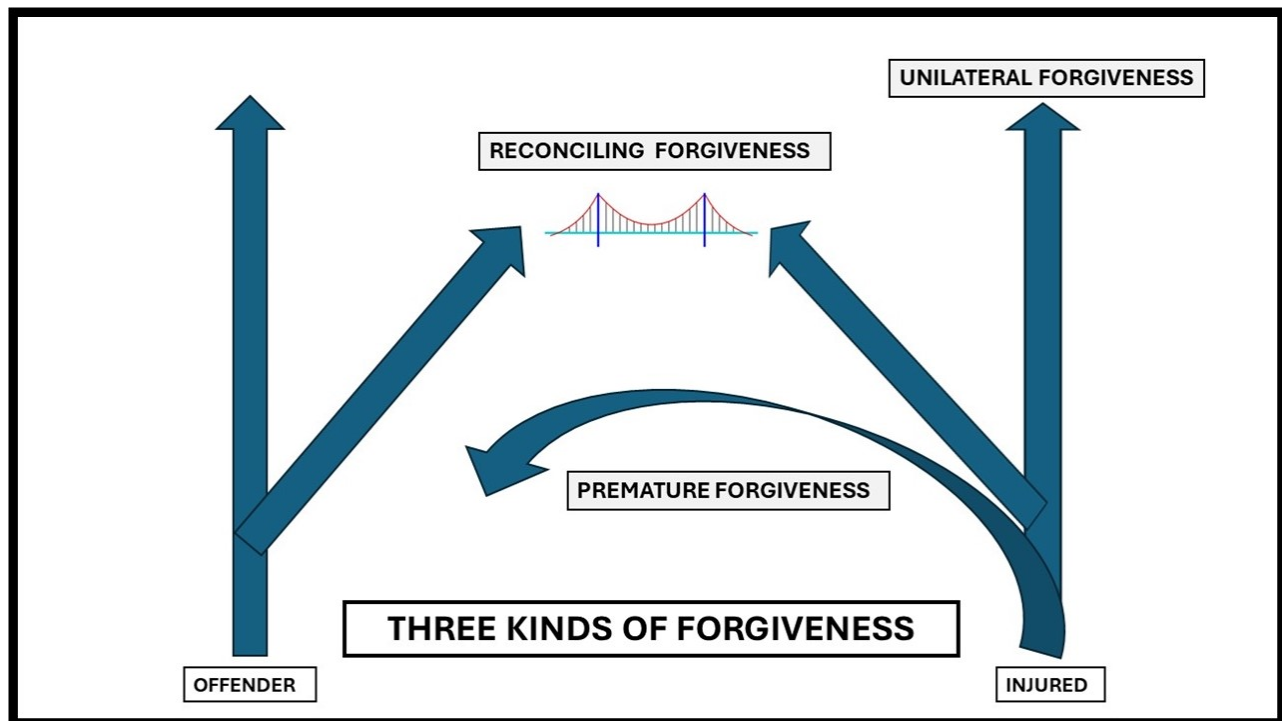 UNILATERAL FORGIVENESS
RECONCILING FORGIVENESS
PREMATURE FORGIVENESS
THREE KINDS OF FORGIVENESS
OFFENDER
INJURED